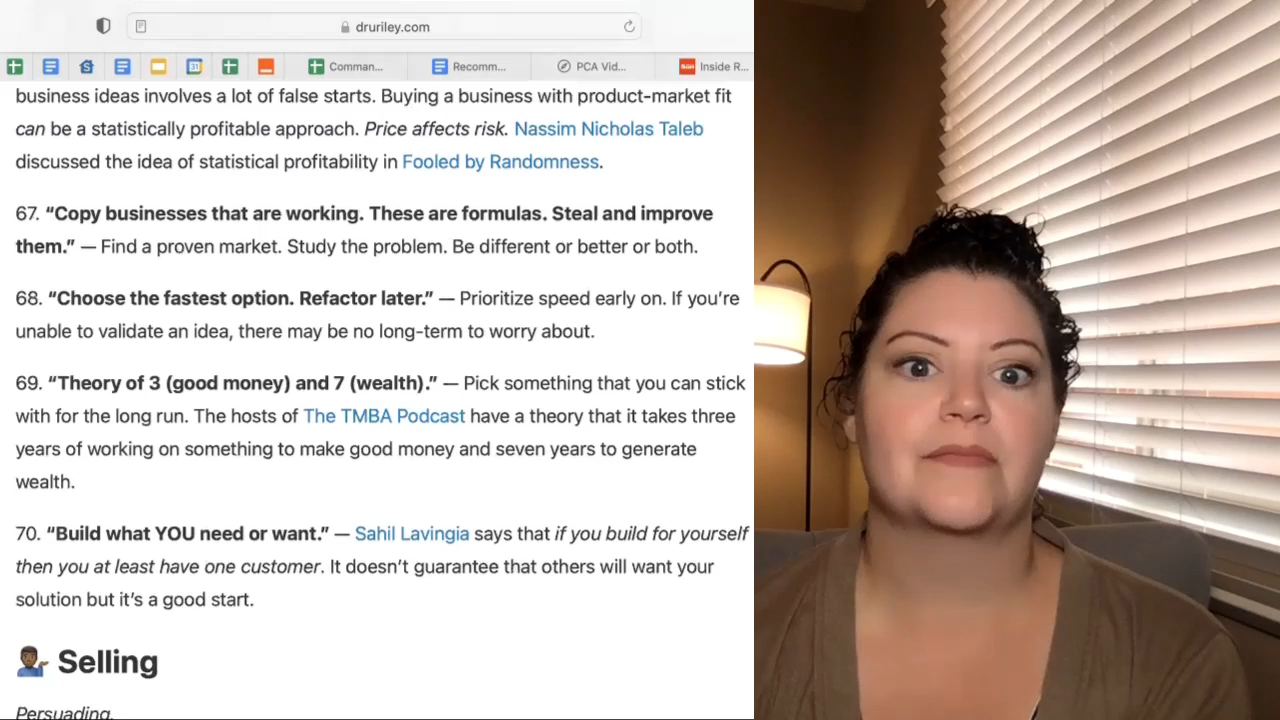 druriley.com
31
Comman...
Recomm...
PCA Vid...
Inside R...
business ideas involves a lot of false starts. Buying a business with product-market fit
can be a statistically profitable approach. Price affects risk. Nassim Nicholas Taleb
discussed the idea of statistical profitability in Fooled by Randomness.
67. “Copy businesses that are working. These are formulas. Steal and improve
them.” — Find a proven market. Study the problem. Be different or better or both.
68. “Choose the fastest option. Refactor later.” — Prioritize speed early on. If you’re
unable to validate an idea, there may be no long-term to worry about.
69. “Theory of 3 (good money) and 7 (wealth).” — Pick something that you can stick
with for the long run. The hosts of The TMBA Podcast have a theory that it takes three
years of working on something to make good money and seven years to generate
wealth.
70. “Build what YOU need or want.” — Sahil Lavingia says that if you build for yourself
then you at least have one customer. It doesn’t guarantee that others will want your
solution but it’s a good start.
Selling
Persuading.